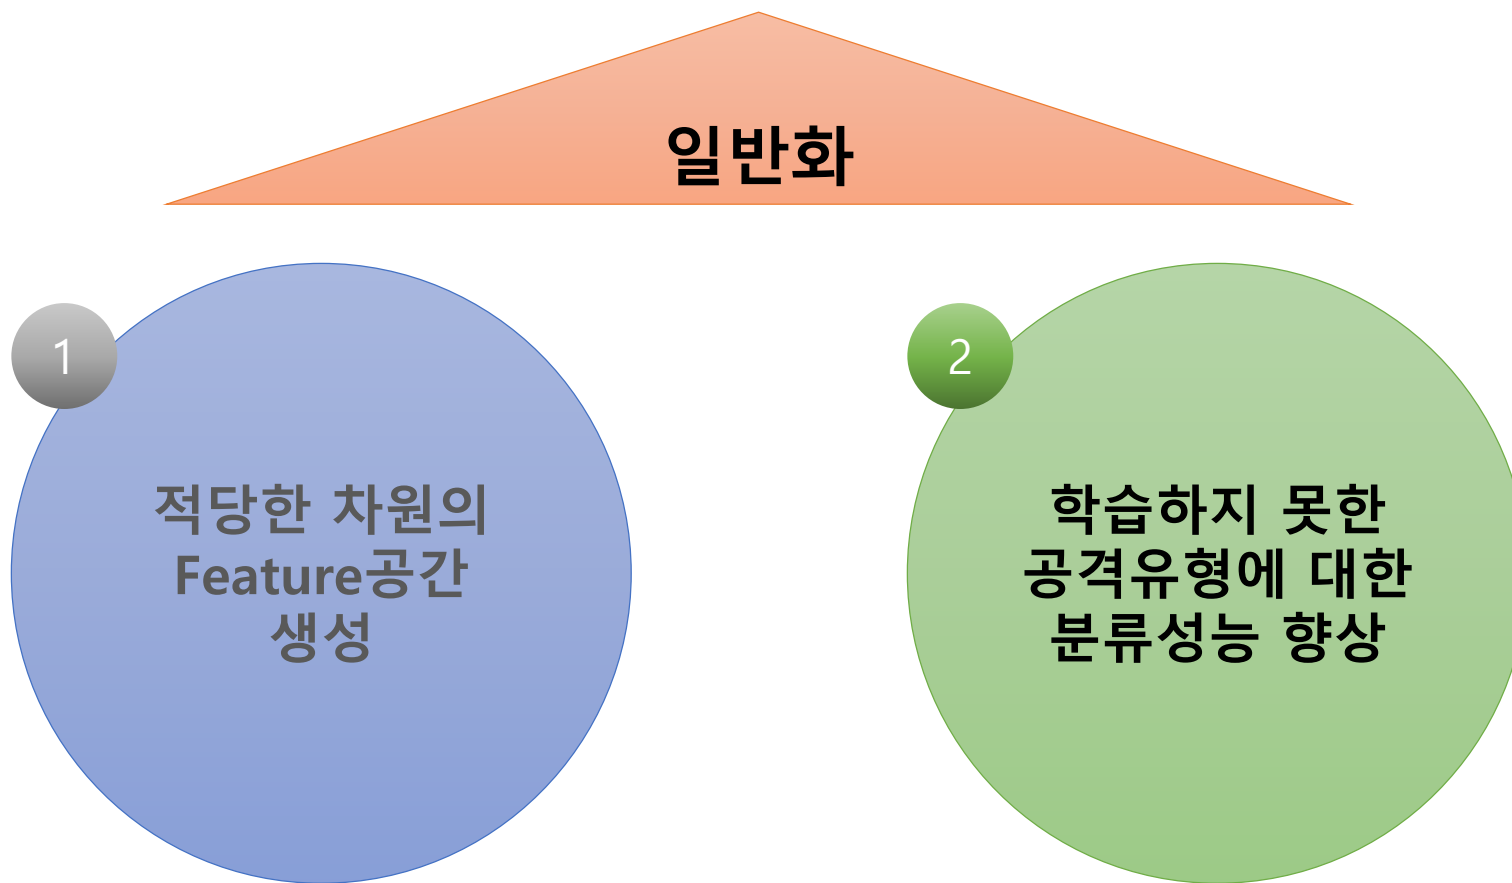 일반화
1
적당한 차원의
Feature공간
생성
2
학습하지 못한
공격유형에 대한
분류성능 향상